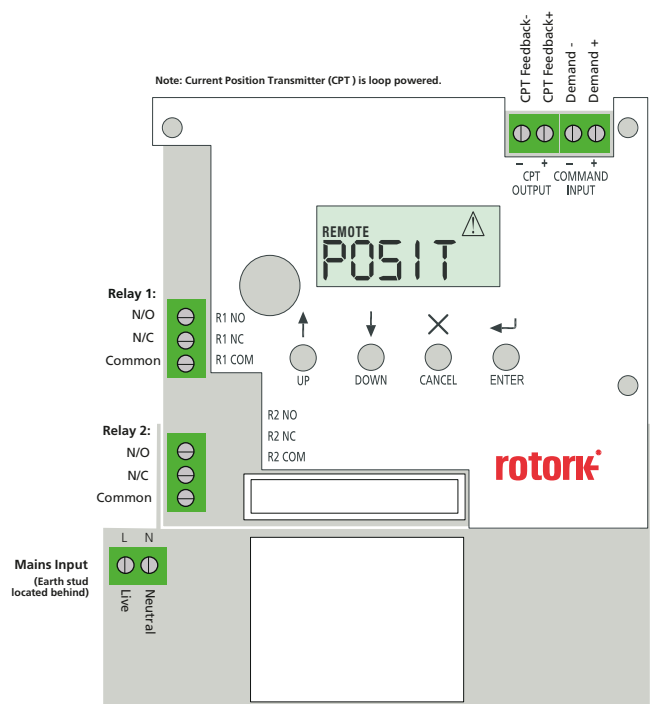 CPT Feedback-
CPT Feedback+
Demand -
Demand +
Note: Current Position Transmitter (CPT ) is loop powered.
– + – +
CPT OUTPUT
COMMAND INPUT
REMOTE
POSIT
Relay 1:
N/O
R1 NO
N/C
R1 NC
Common
R1 COM
UP
DOWN
CANCEL
ENTER
R2 NO
R2 NC
R2 COM
Relay 2:
N/O
N/C
Common
rotork
L N
Mains Input
(Earth stud
located behind)
Live
Neutral